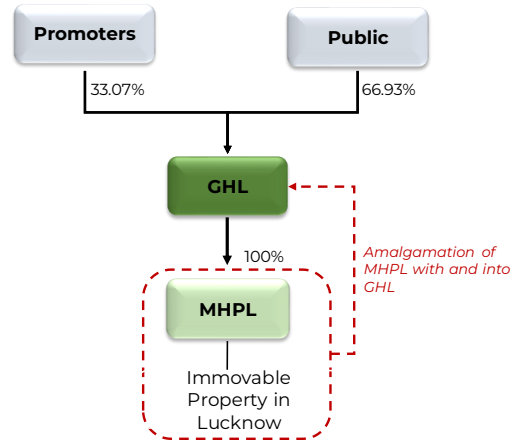 Promoters
Public
33.07%
66.93%
GHL
100%
Amalgamation of
MHPL with and into
GHL
MHPL
Immovable
Property in
Lucknow